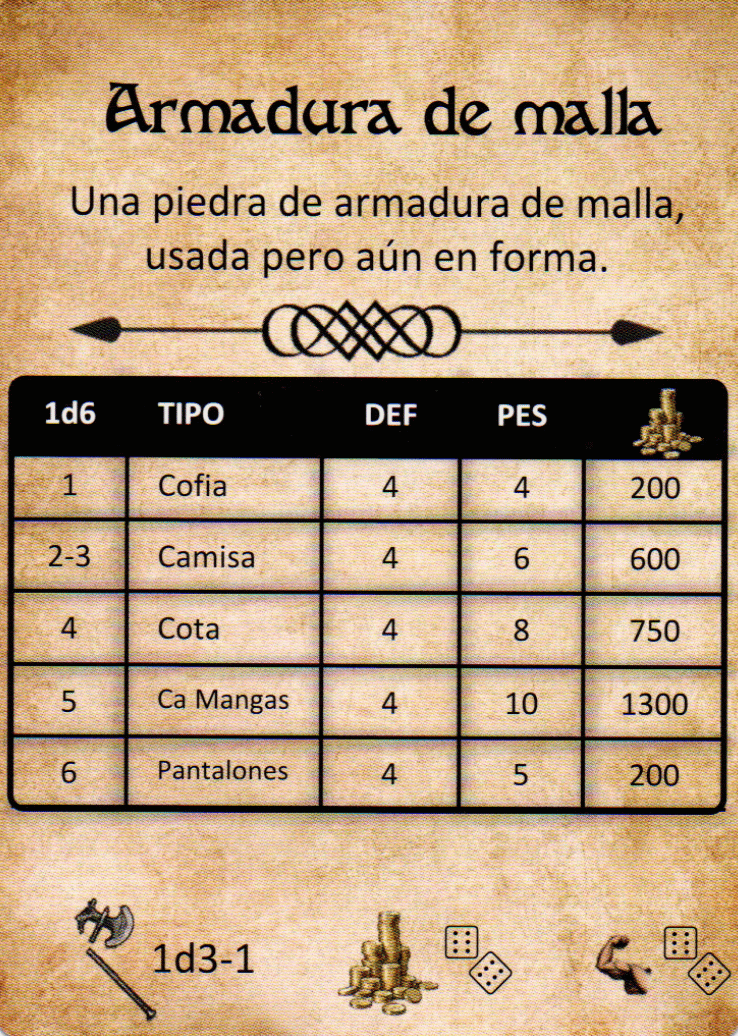 Armadura de malla
Una piedra de armadura de malla,
usada pero aún en forma.
1d6 TIPO DEF PES
1 Cofia 4 4 200
2-3 Camisa 4 6 600
4 Cota 4 8 750
5 Ca Mangas 4 10 1300
6 Pantalones 4 5 200
1d3-1